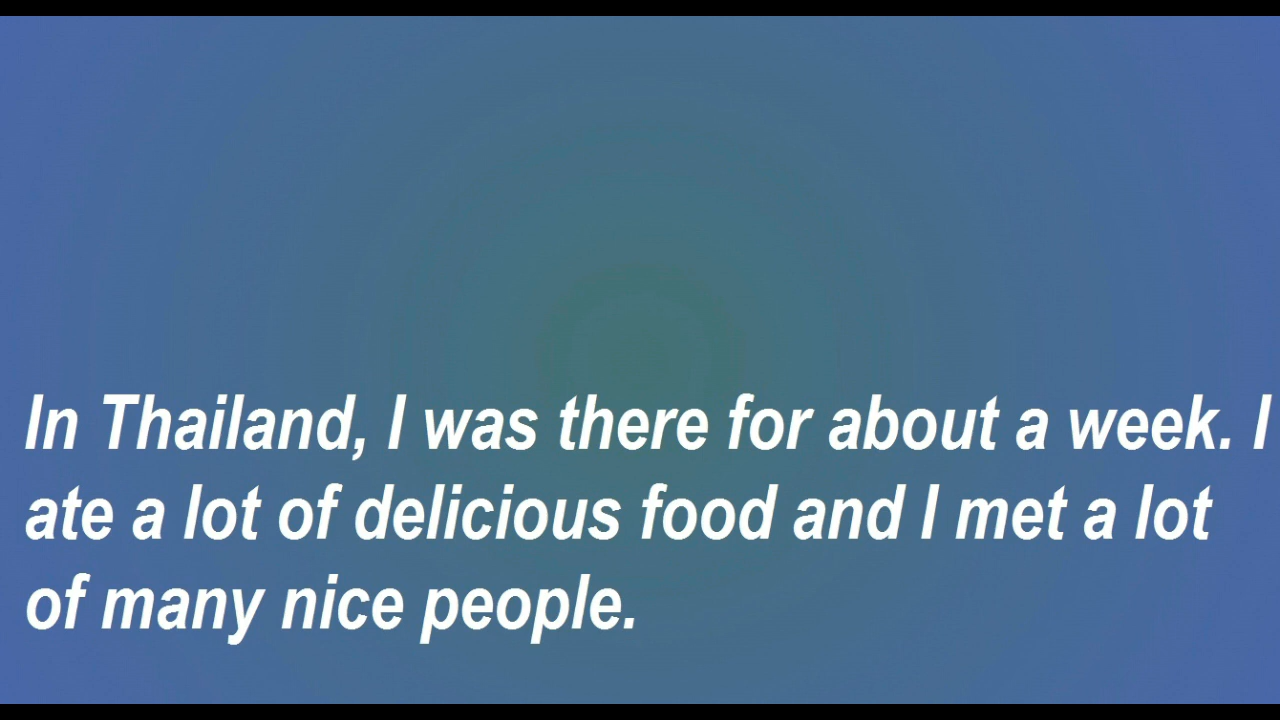 In Thailand, I was there for about a week. I
ate a lot of delicious food and I met a lot
of many nice people.